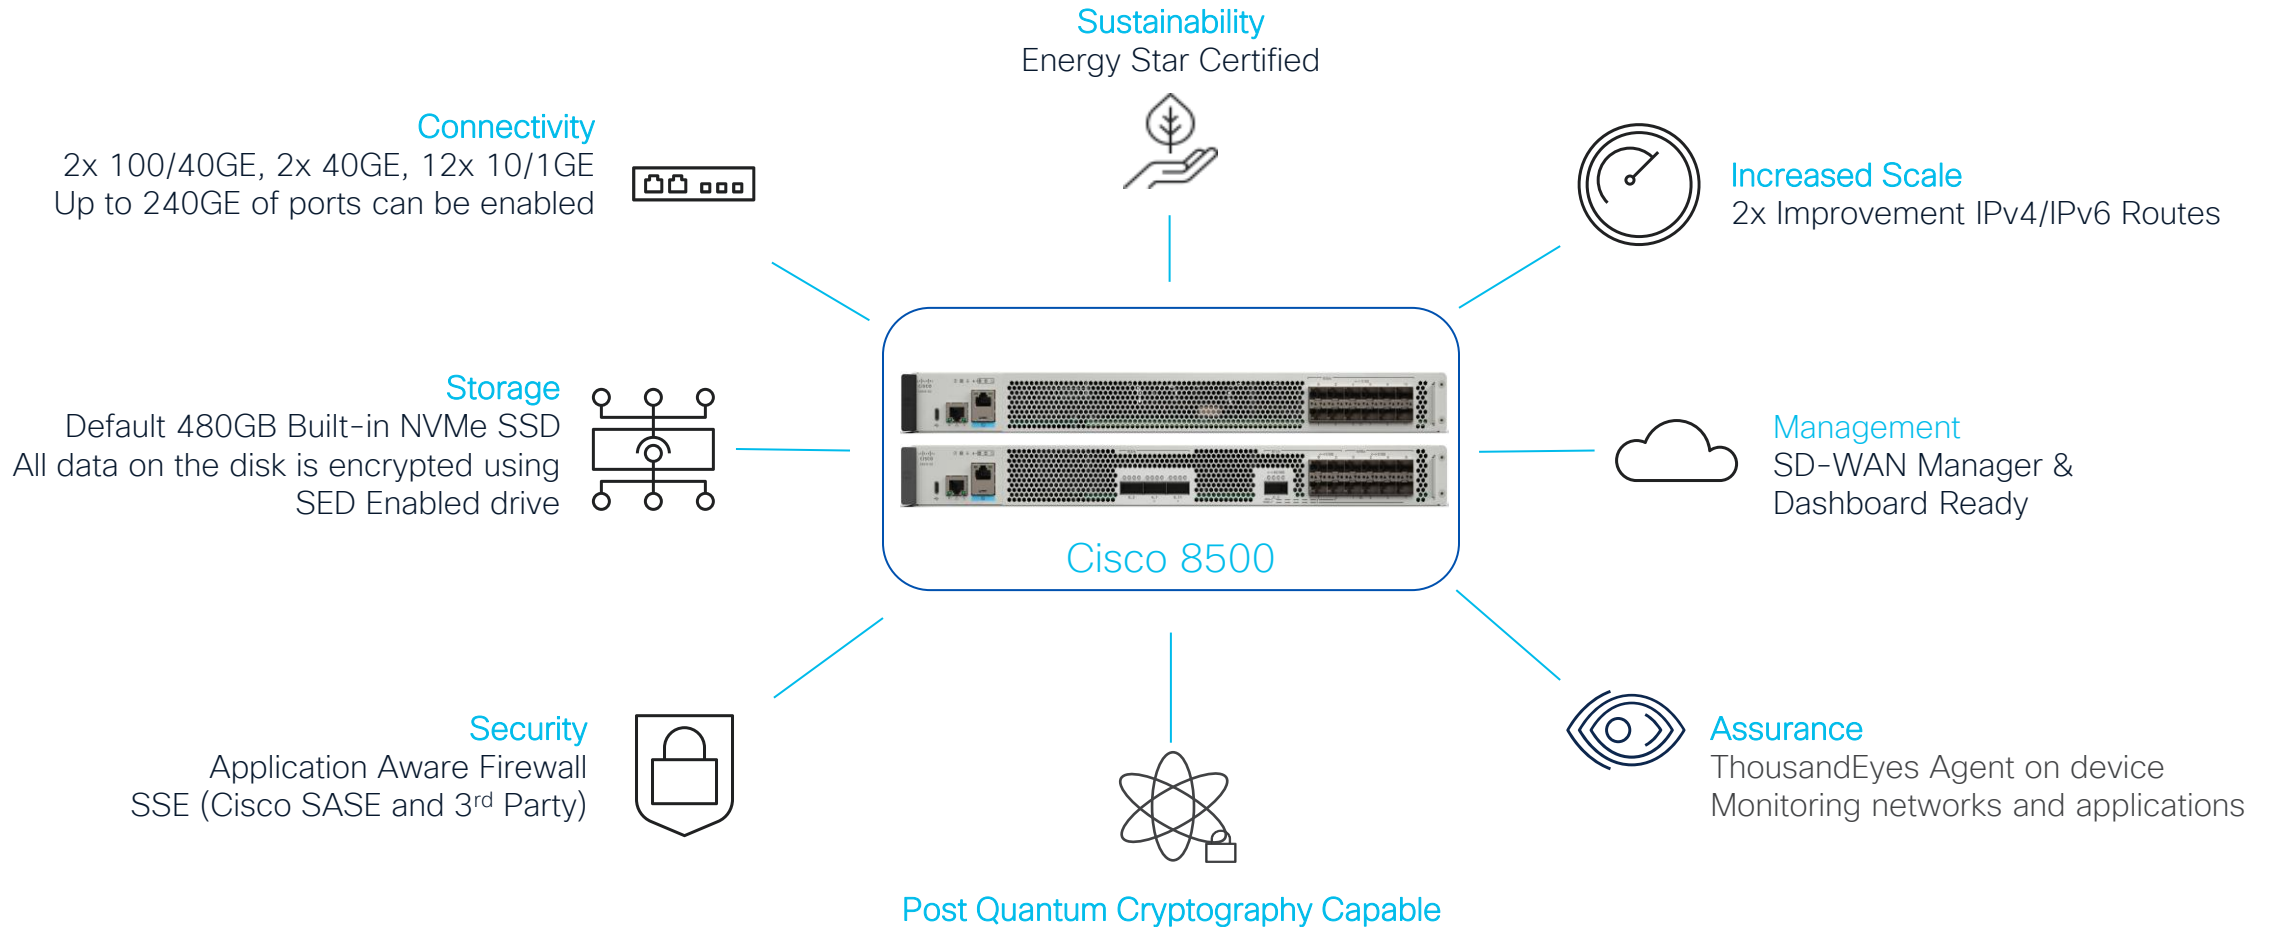 Sustainability
Energy Star Certified
Connectivity
2x 100/40GE, 2x 40GE, 12x 10/1GE
Up to 240GE of ports can be enabled
Increased Scale
2x Improvement IPv4/IPv6 Routes
Storage
Default 480GB Built-in NVMe SSD
All data on the disk is encrypted using
SED Enabled drive
Cisco 8500
Management
SD-WAN Manager &
Dashboard Ready
Security
Application Aware Firewall
SSE (Cisco SASE and 3rd Party)
Assurance
ThousandEyes Agent on device
Monitoring networks and applications
Post Quantum Cryptography Capable